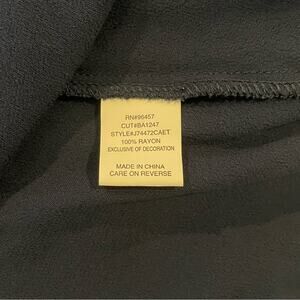 RN#96457
CUT#BA1247
STYLE#J74472CAET
100% RAYON
EXCLUSIVE OF DECORATION
MADE IN CHINA
CARE ON REVERSE